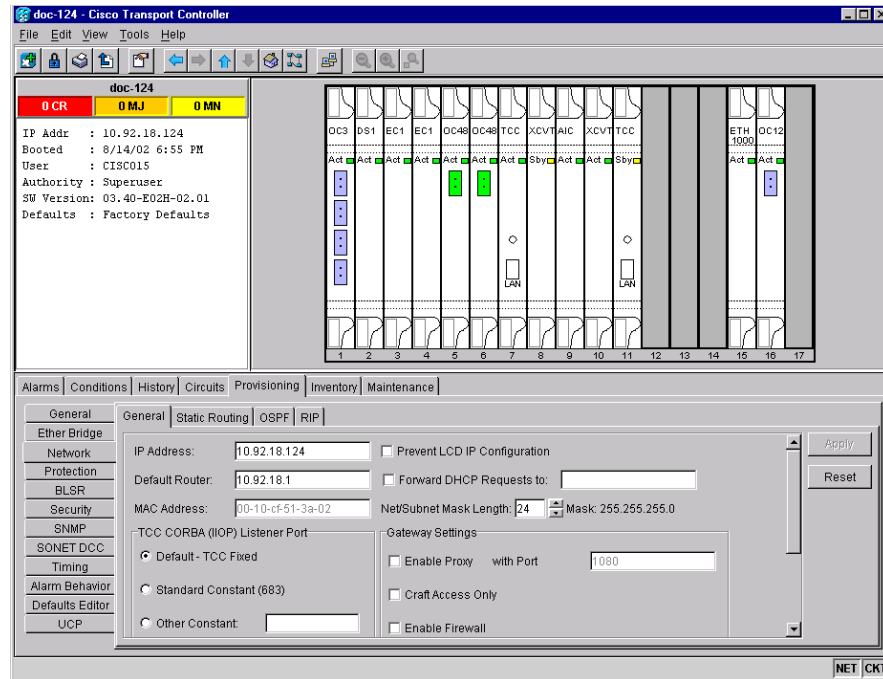 doc-124 - Cisco Transport Controller
File Edit View Tools Help
doc-124
0 CR 0 MJ 0 MN
IP Addr : 10.92.18.124
Booted : 8/14/02 6:55 PM
User : CISCO15
Authority : Superuser
SW Version: 03.40-E02H-02.01
Defaults : Factory Defaults
OC3 DS1 EC1 EC1 OC48 OC48 TCC XCVT AIC XCVT TCC ETH 1000 OC12
Act Act Act Act Act Act Act Sby Act Act Sby Act Act
LAN LAN
1 2 3 4 5 6 7 8 9 10 11 12 13 14 15 16 17
Alarms Conditions History Circuits Provisioning Inventory Maintenance
General
Ether Bridge
Network
Protection
BLSR
Security
SNMP
SONET DCC
Timing
Alarm Behavior
Defaults Editor
UCP
General Static Routing OSPF RIP
IP Address: 10.92.18.124 Prevent LCD IP Configuration
Default Router: 10.92.18.1 Forward DHCP Requests to:
MAC Address: 00-10-cf-51-3a-02 Net/Subnet Mask Length: 24 Mask: 255.255.255.0
TCC CORBA (IIOP) Listener Port
Default - TCC Fixed
Standard Constant (683)
Other Constant:
Gateway Settings
Enable Proxy with Port 1080
Craft Access Only
Enable Firewall
Apply
Reset
NET CKT